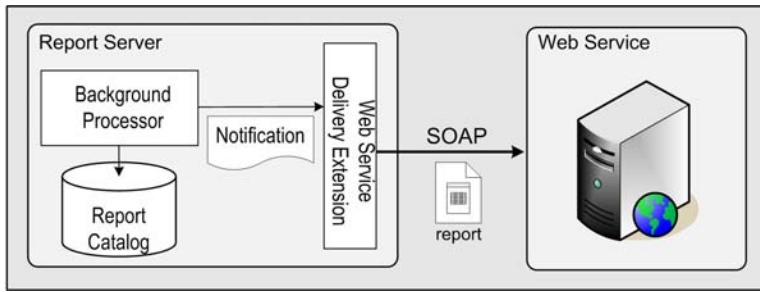 Report Server
Background
Processor
Notification
Report
Catalog
Web Service
Delivery Extension
SOAP
report
Web Service